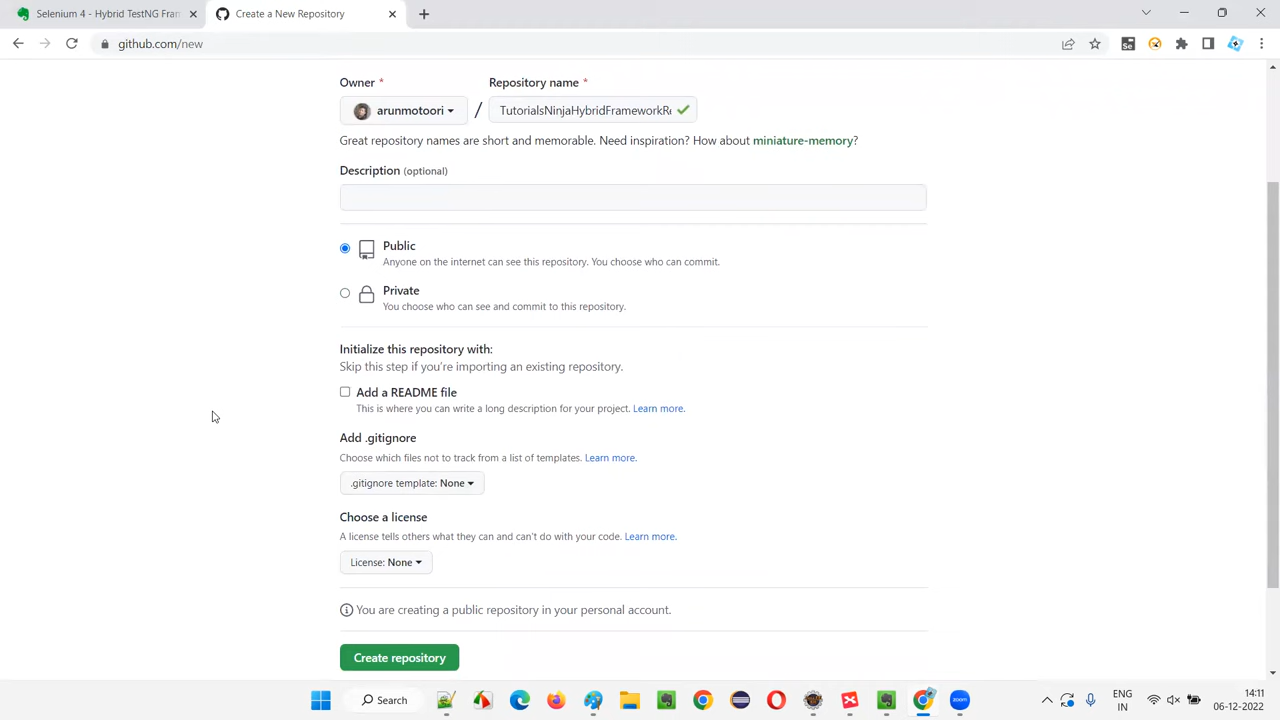 Selenium 4 - Hybrid TestNG Fram
Create a New Repository
github.com/new
Owner *
Repository name *
arunmotoori
/
TutorialsNinjaHybridFrameworkR
Great repository names are short and memorable. Need inspiration? How about miniature-memory?
Description (optional)
Public
Anyone on the internet can see this repository. You choose who can commit.
Private
You choose who can see and commit to this repository.
Initialize this repository with:
Skip this step if you're importing an existing repository.
Add a README file
This is where you can write a long description for your project. Learn more.
Add .gitignore
Choose which files not to track from a list of templates. Learn more.
.gitignore template: None
Choose a license
A license tells others what they can and can't do with your code. Learn more.
License: None
You are creating a public repository in your personal account.
Create repository
Search
ENG
IN
14:11
06-12-2022